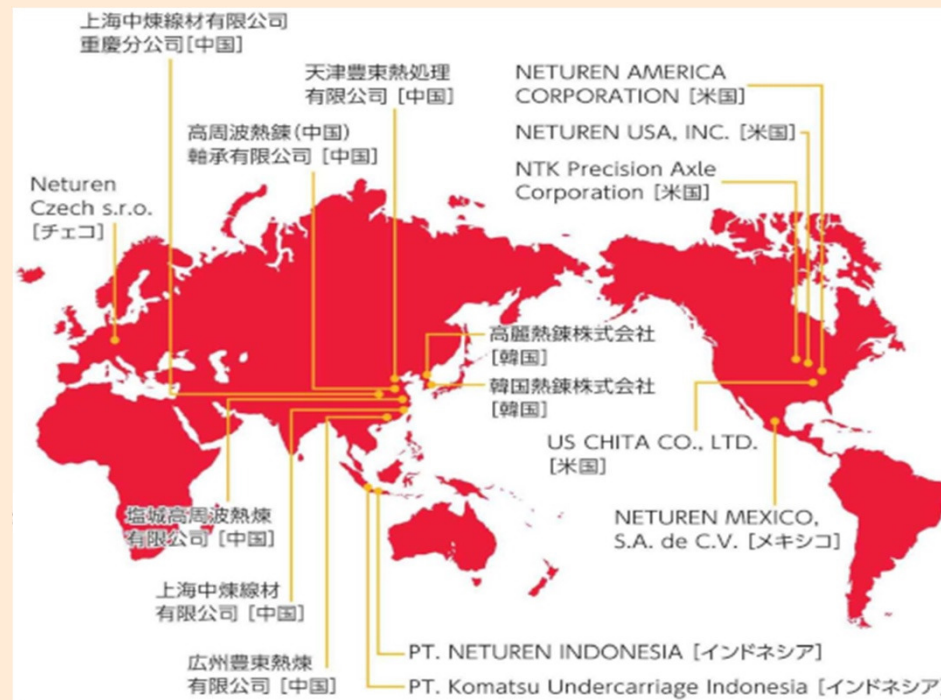 上海中煉線材有限公司
重慶分公司[中国]
天津豊東熱処理
有限公司 [中国]
高周波熱錬(中国)
軸承有限公司 [中国]
Neturen
Czech s.r.o.
[チェコ]
NETUREN AMERICA
CORPORATION [米国]
NETUREN USA, INC. [米国]
NTK Precision Axle
Corporation [米国]
高麗熱錬株式会社
[韓国]
韓国熱錬株式会社
[韓国]
US CHITA CO., LTD.
[米国]
NETUREN MEXICO,
S.A. de C.V. [メキシコ]
塩城高周波熱煉
有限公司 [中国]
上海中煉線材
有限公司 [中国]
広州豊東熱煉
有限公司 [中国]
PT. NETUREN INDONESIA [インドネシア]
PT. Komatsu Undercarriage Indonesia [インドネシア